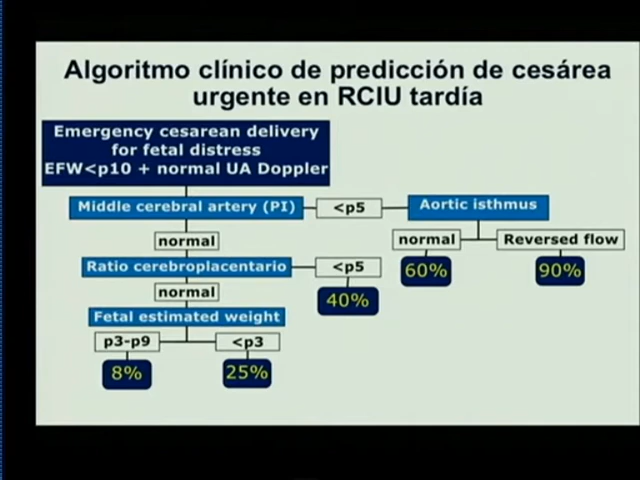 Algoritmo clínico de predicción de cesárea
urgente en RCIU tardía
Emergency cesarean delivery
for fetal distress
EFW<p10 + normal UA Doppler
Middle cerebral artery (PI)
<p5
Aortic isthmus
normal
normal
Reversed flow
Ratio cerebroplacentario
<p5
60%
90%
normal
40%
Fetal estimated weight
p3-p9
<p3
8%
25%